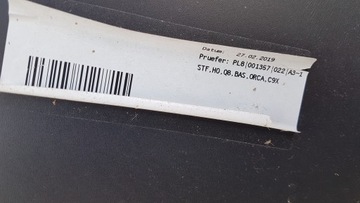 Datum: 27.02.2019
Pruefer: PLB|001367|022|A3-1
STF.HO.QB.BAS.ORCA.C9X